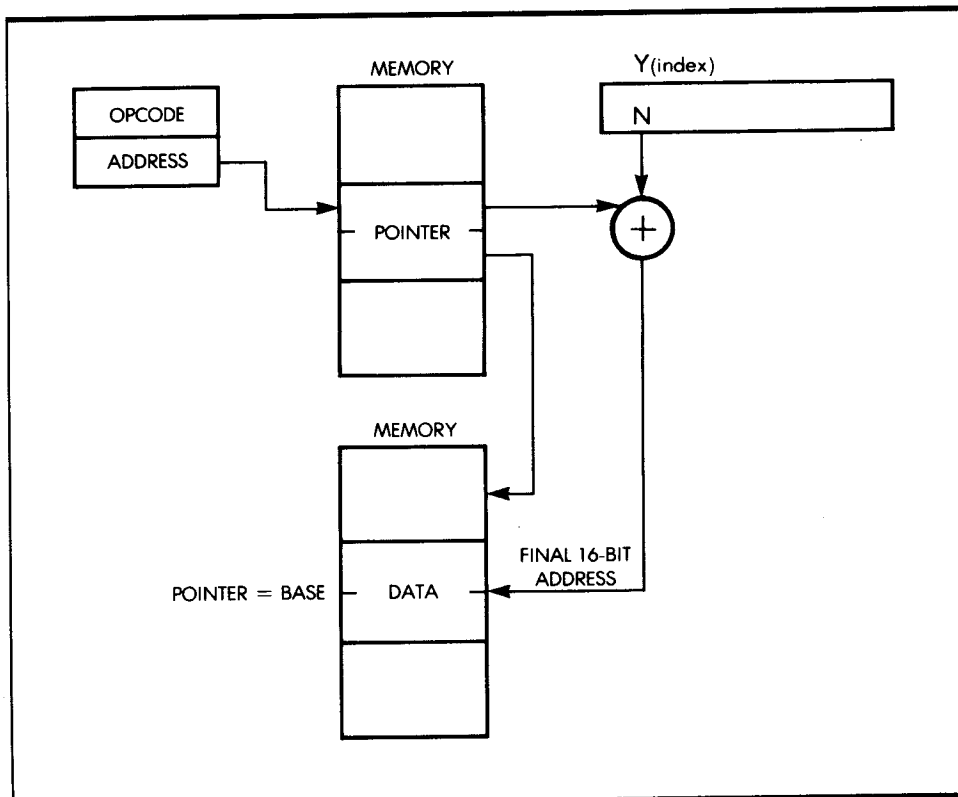 MEMORY
Y(index)
OPCODE
N
ADDRESS
POINTER
+
MEMORY
FINAL 16-BIT
ADDRESS
POINTER = BASE
DATA